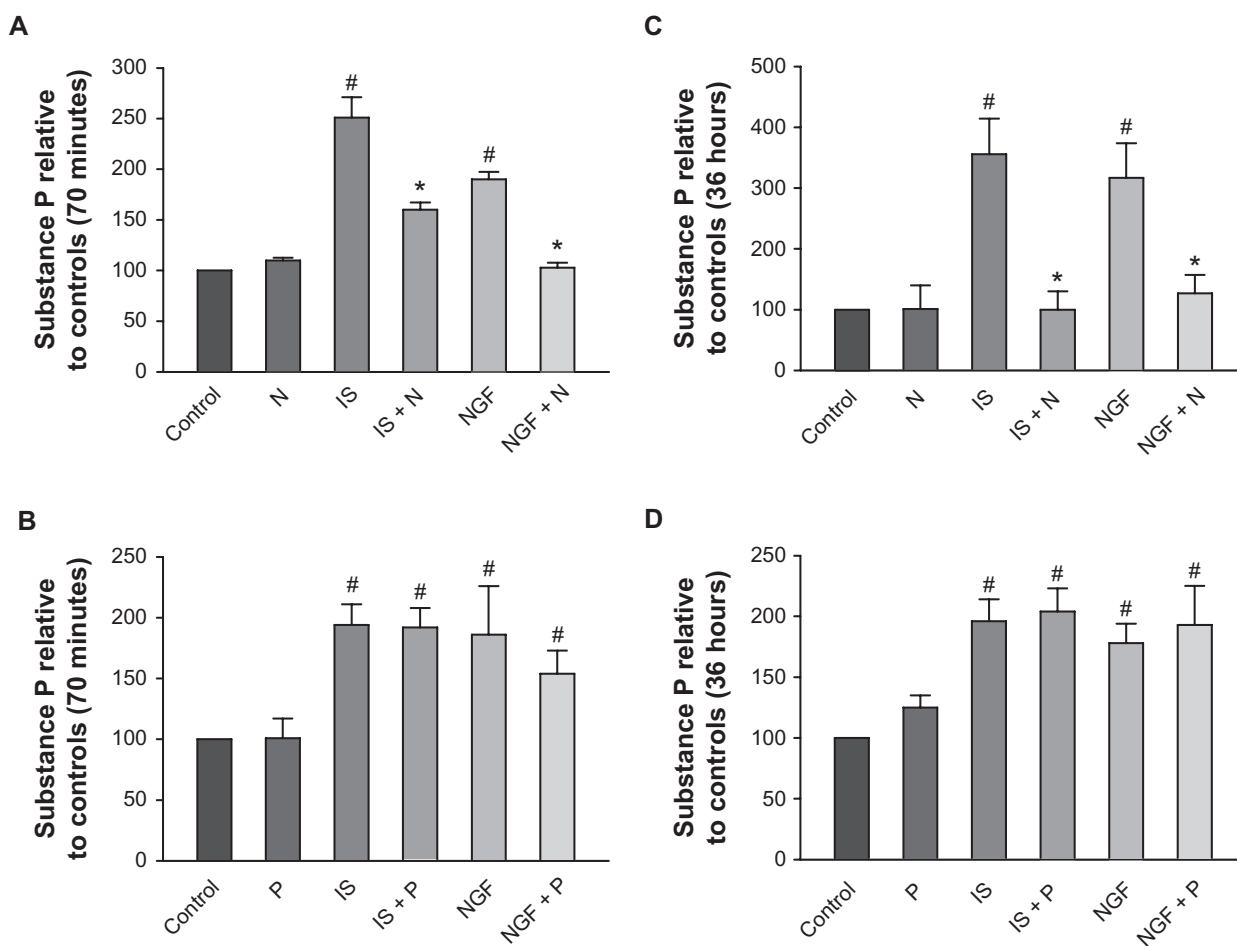 A
Substance P relative
to controls (70 minutes)
300
250
200
150
100
50
0
#
*
#
*
Control
N
IS
IS + N
NGF
NGF + N
C
Substance P relative
to controls (36 hours)
500
400
300
200
100
0
#
*
#
*
Control
N
IS
IS + N
NGF
NGF + N
B
Substance P relative
to controls (70 minutes)
250
200
150
100
50
0
#
#
#
#
Control
P
IS
IS + P
NGF
NGF + P
D
Substance P relative
to controls (36 hours)
250
200
150
100
50
0
#
#
#
#
Control
P
IS
IS + P
NGF
NGF + P